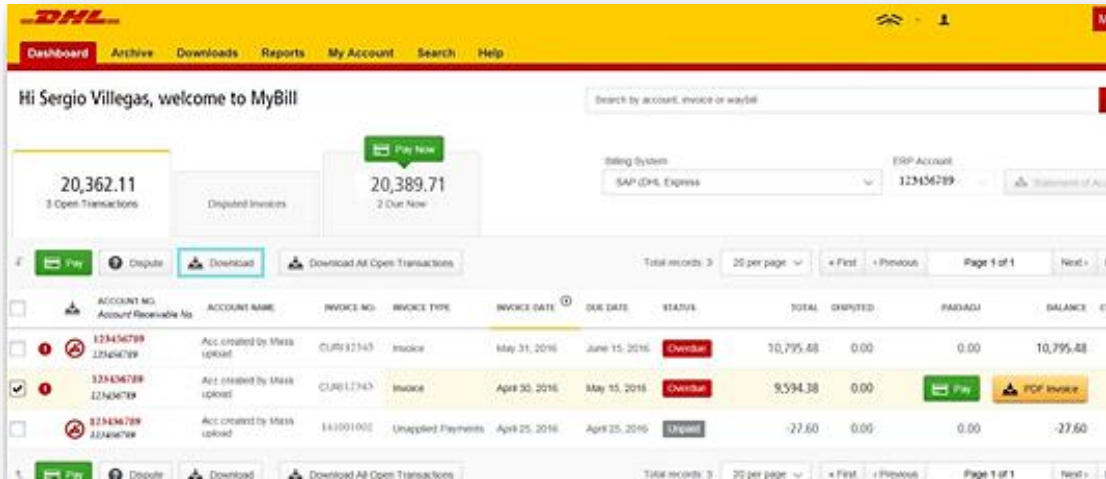 DHL
Dashboard Archive Downloads Reports My Account Search Help
Hi Sergio Villegas, welcome to MyBill
Search by account, invoice or waybill
Pay Now
Billing System ERP Account
20,362.11 20,389.71 SAP (DHL Express 123456789
3 Open Transactions Disputed Invoices 2 Due Now Statement of
Pay Dispute Download Download All Open Transactions Total records: 3 20 per page « First ‹ Previous Page 1 of 1 Next ›
ACCOUNT NO. ACCOUNT NAME INVOICE NO. INVOICE TYPE INVOICE DATE DUE DATE STATUS TOTAL DISPUTED PAID/ADJ BALANCE
Account Receivable No.
123456789 Acc.created by Mass Invoice May 31, 2016 June 15, 2016 Overdue 10,795.48 0.00 0.00 10,795.48
123456789 upload
123456789 Acc.created by Mass Invoice April 30, 2016 May 15, 2016 Overdue 9,594.38 0.00 Pay PDF Invoice
123456789 upload
123456789 Acc.created by Mass 141001002 Unapplied Payments April 25, 2016 April 25, 2016 Unpaid -27.60 0.00 0.00 -27.60
123456789 upload
Pay Dispute Download Download All Open Transactions Total records: 3 20 per page « First ‹ Previous Page 1 of 1 Next ›